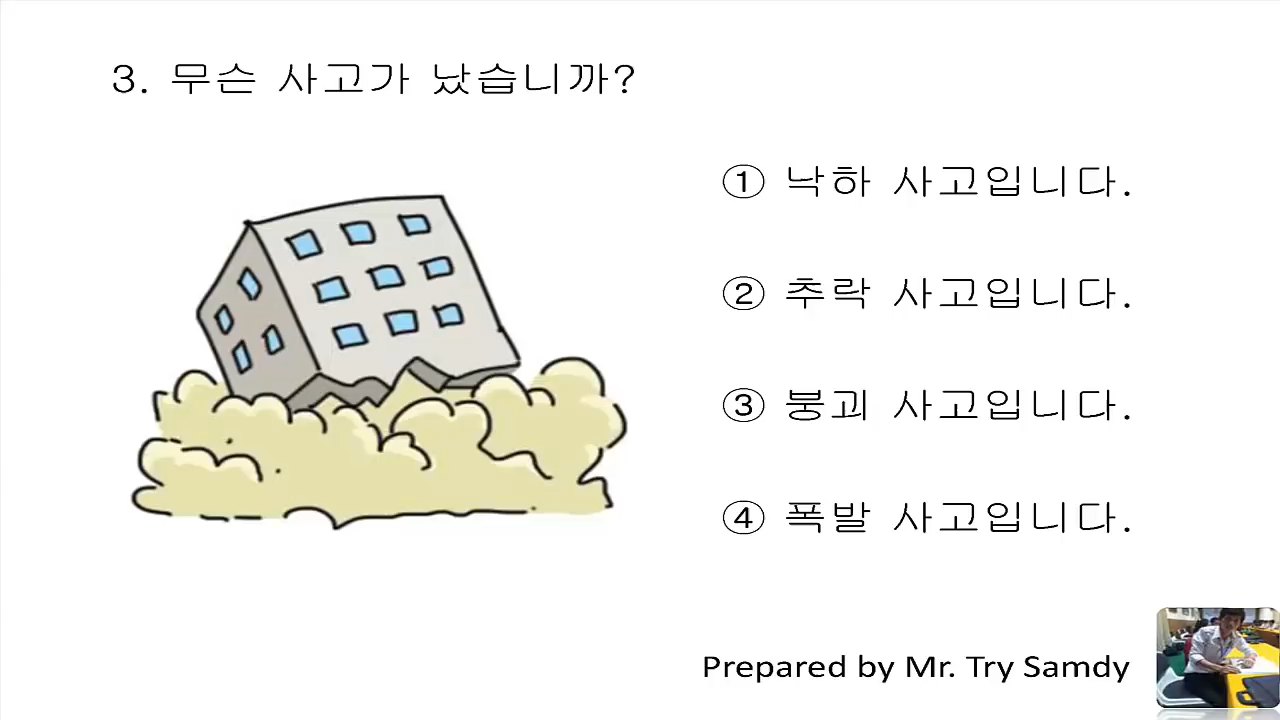 3. 무슨 사고가 났습니까?
① 낙하 사고입니다.
② 추락 사고입니다.
③ 붕괴 사고입니다.
④ 폭발 사고입니다.
Prepared by Mr. Try Samdy